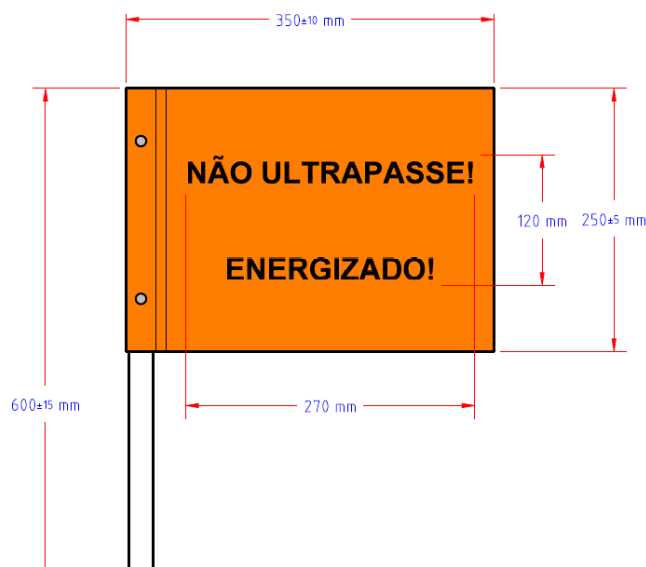 350±10 mm
NÃO ULTRAPASSE!
120 mm
250±5 mm
ENERGIZADO!
600±15 mm
270 mm